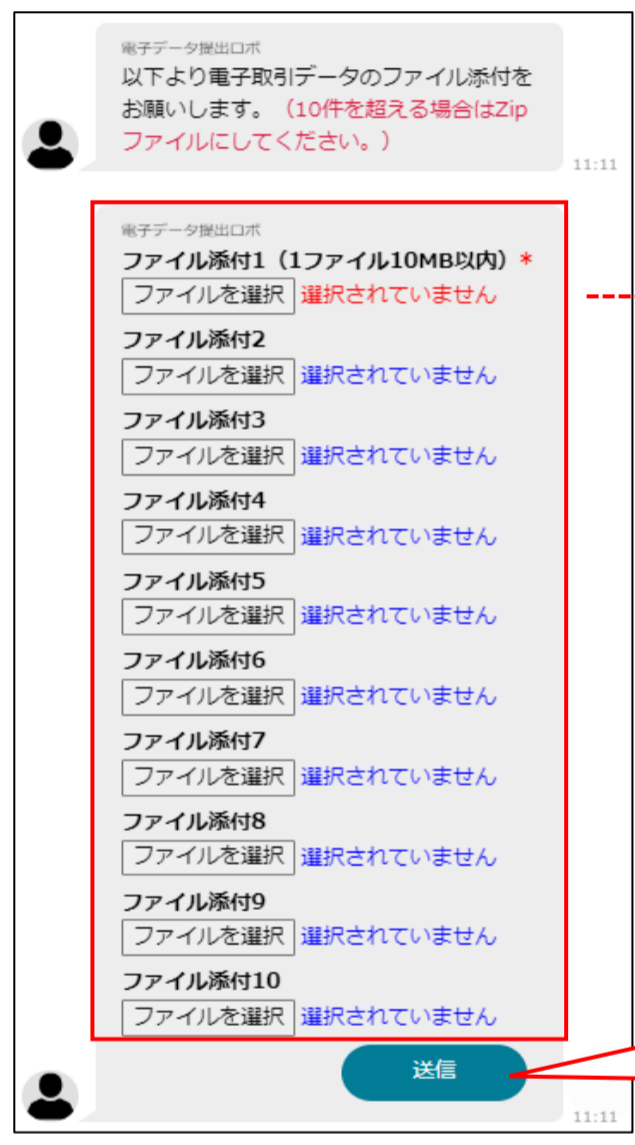 電子データ提出ロボ
以下より電子取引データのファイル添付を
お願いします。（10件を超える場合はZip
ファイルにしてください。）
11:11
電子データ提出ロボ
ファイル添付1（1ファイル10MB以内）*
ファイルを選択 選択されていません
ファイル添付2
ファイルを選択 選択されていません
ファイル添付3
ファイルを選択 選択されていません
ファイル添付4
ファイルを選択 選択されていません
ファイル添付5
ファイルを選択 選択されていません
ファイル添付6
ファイルを選択 選択されていません
ファイル添付7
ファイルを選択 選択されていません
ファイル添付8
ファイルを選択 選択されていません
ファイル添付9
ファイルを選択 選択されていません
ファイル添付10
ファイルを選択 選択されていません
送信
11:11